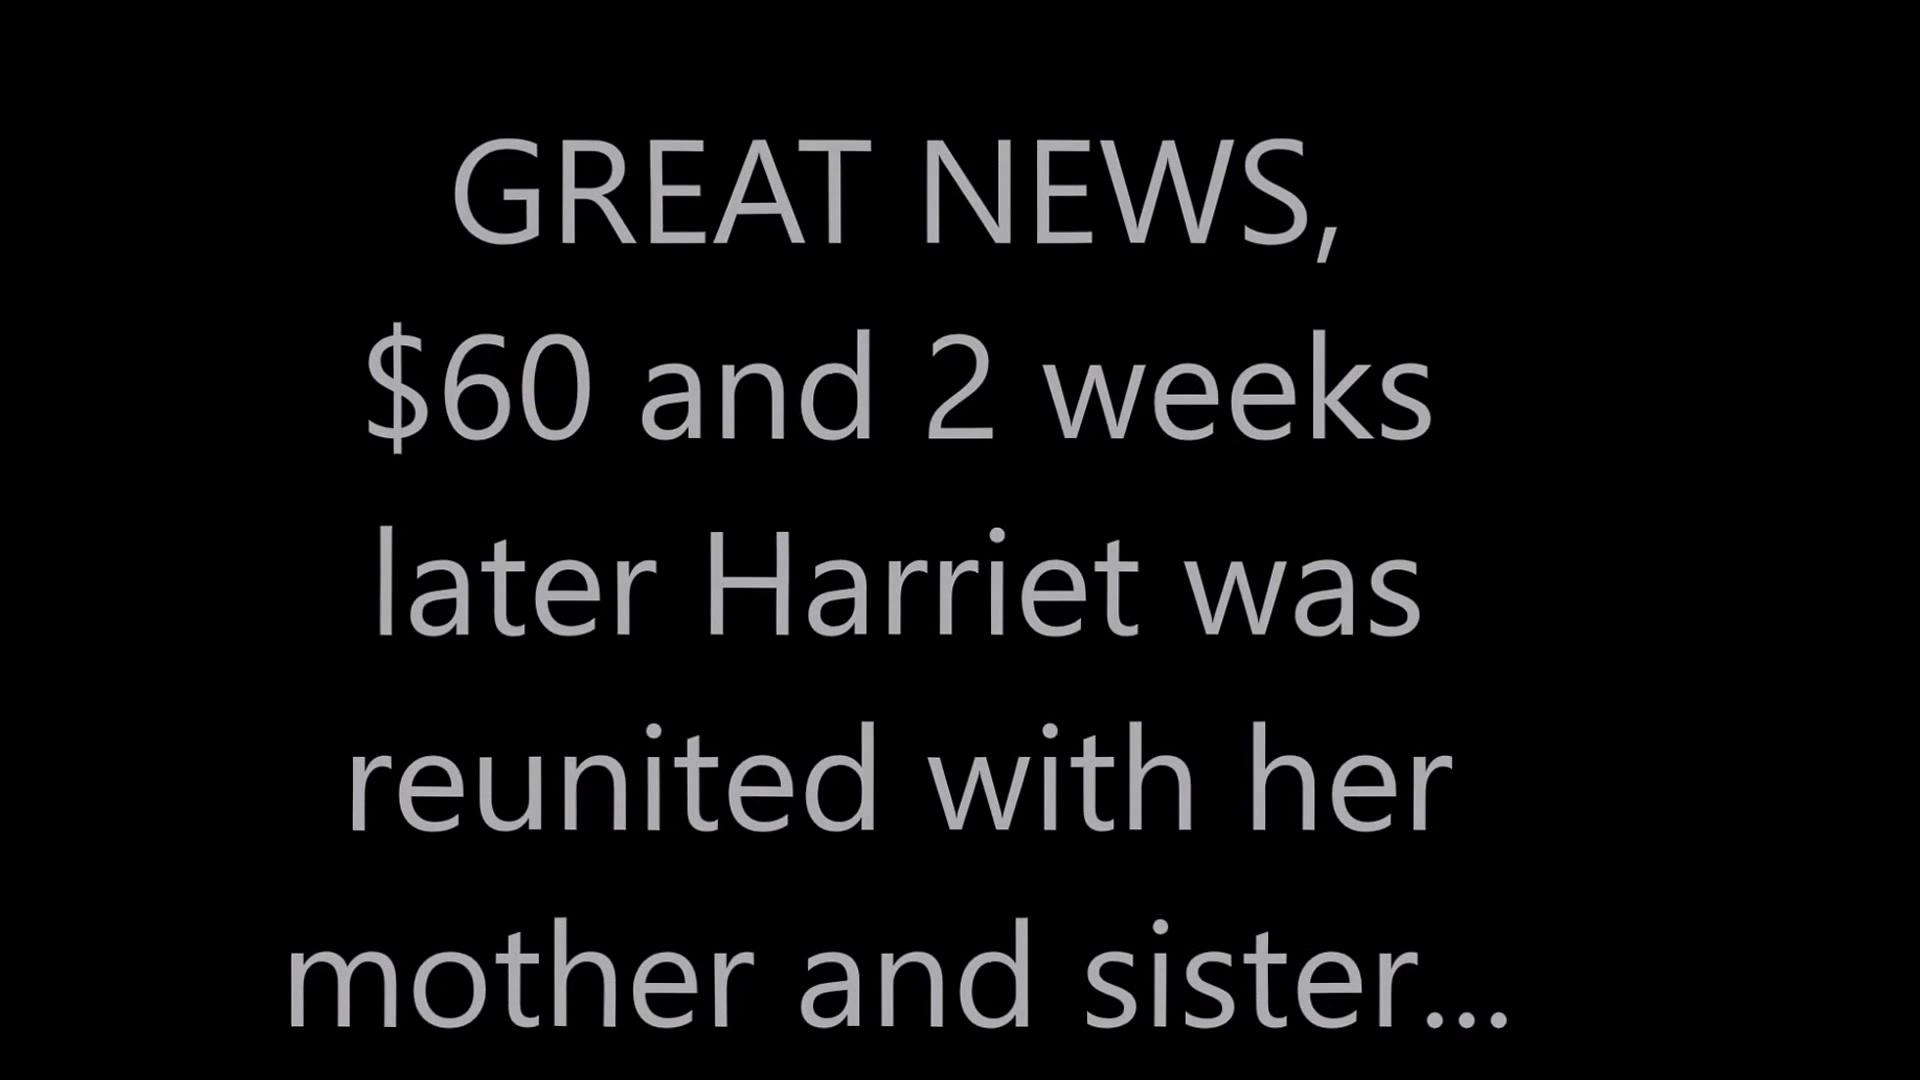 GREAT NEWS,
$60 and 2 weeks
later Harriet was
reunited with her
mother and sister...